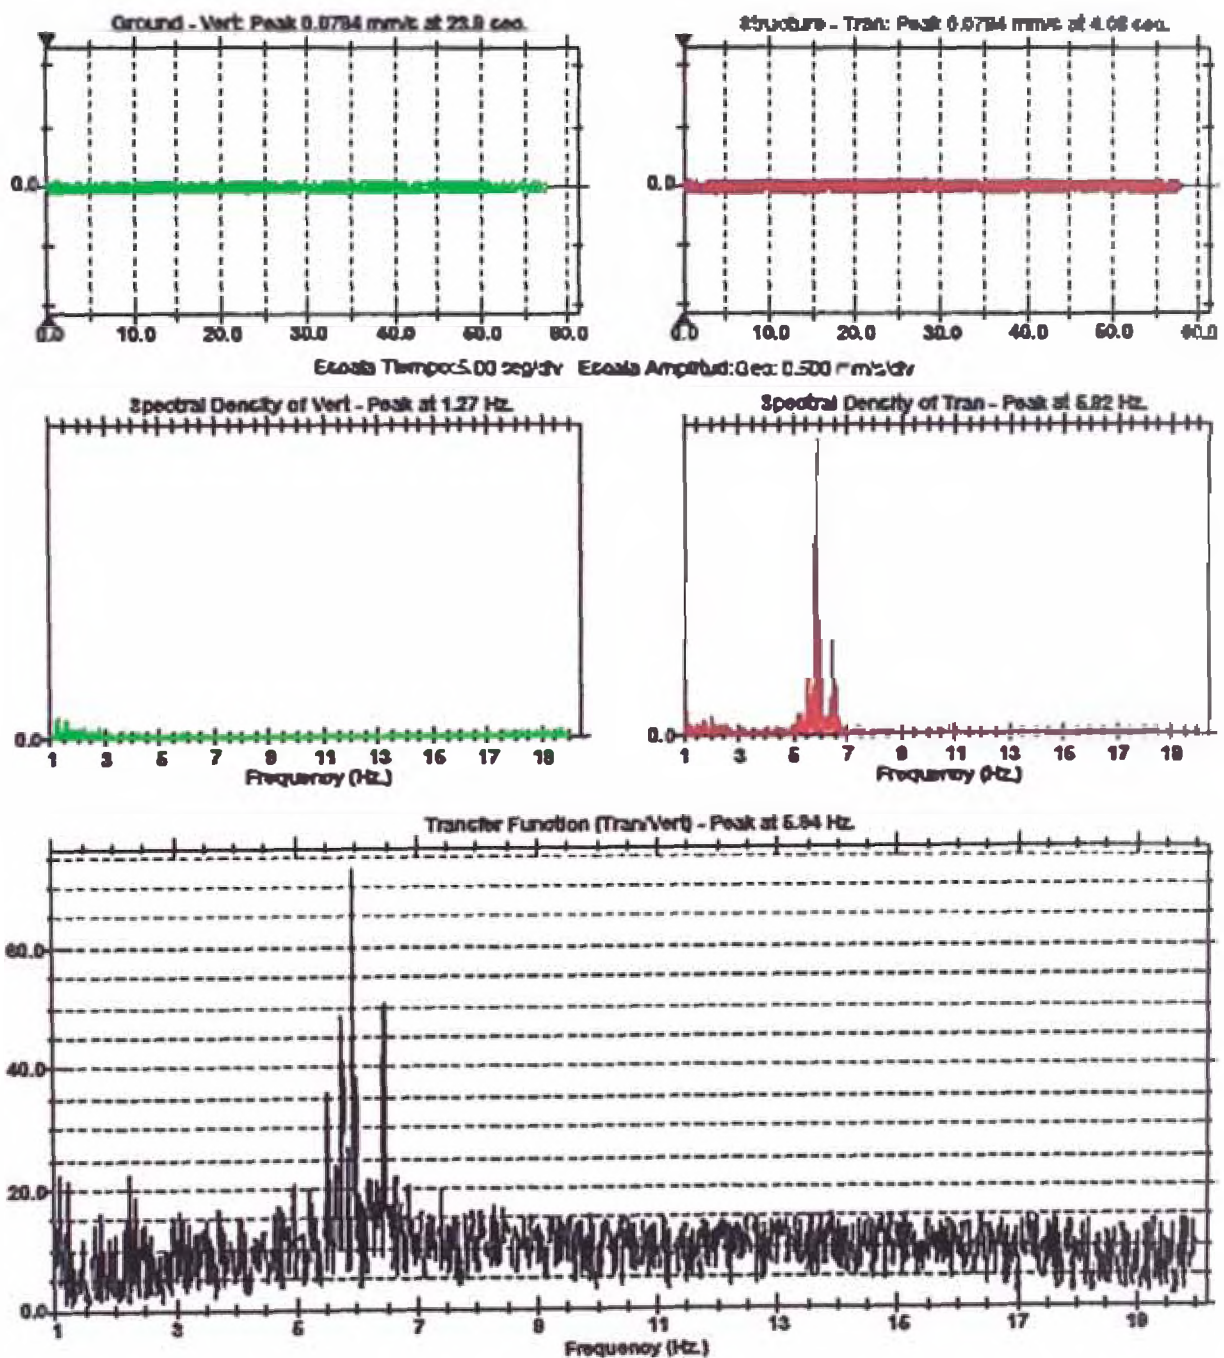 Ground - Vert: Peak 0.0794 mm/s at 23.9 sec.
Structure - Tran: Peak 0.0794 mm/s at 4.08 sec.
0.0
0.0
0.0 10.0 20.0 30.0 40.0 50.0 60.0
0.0 10.0 20.0 30.0 40.0 50.0 60.0
Escala Tiempo:5.00 seg/div Escala Amplitud:Geo: 0.500 mm/s/div
Spectral Density of Vert - Peak at 1.27 Hz.
Spectral Density of Tran - Peak at 5.92 Hz.
0.0
0.0
1 3 5 7 9 11 13 15 17 19
1 3 5 7 9 11 13 15 17 19
Frequency (Hz.)
Frequency (Hz.)
Transfer Function (Tran/Vert) - Peak at 5.94 Hz.
60.0
40.0
20.0
0.0
1 3 5 7 9 11 13 15 17 19
Frequency (Hz.)